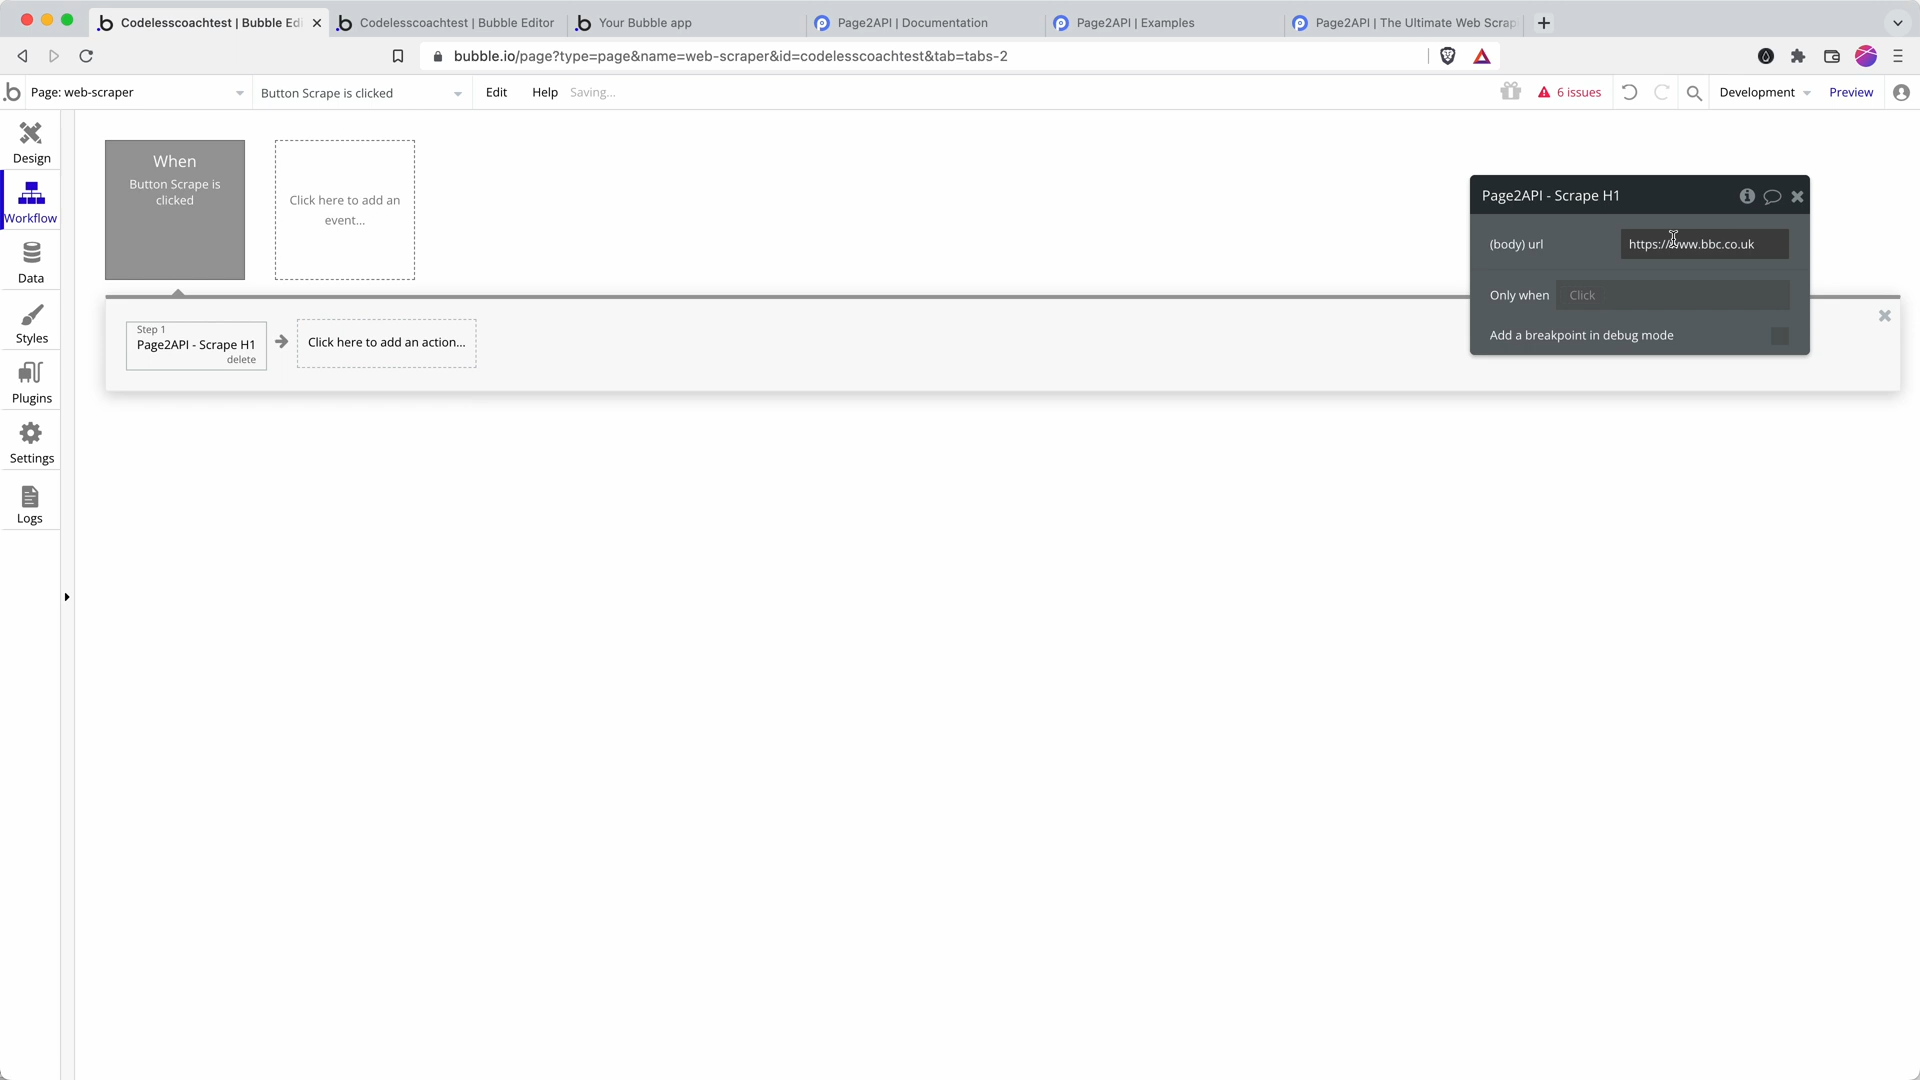 Codelesscoachtest | Bubble Edi
Codelesscoachtest | Bubble Editor
Your Bubble app
Page2API | Documentation
Page2API | Examples
Page2API | The Ultimate Web Scrap
bubble.io/page?type=page&name=web-scraper&id=codelesscoachtest&tab=tabs-2
Page: web-scraper
Button Scrape is clicked
Edit
Help
Saving...
6 issues
Development
Preview
Design
Workflow
Data
Styles
Plugins
Settings
Logs
When
Button Scrape is
clicked
Click here to add an
event...
Step 1
Page2API - Scrape H1
delete
Click here to add an action...
Page2API - Scrape H1
(body) url
https://www.bbc.co.uk
Only when
Click
Add a breakpoint in debug mode